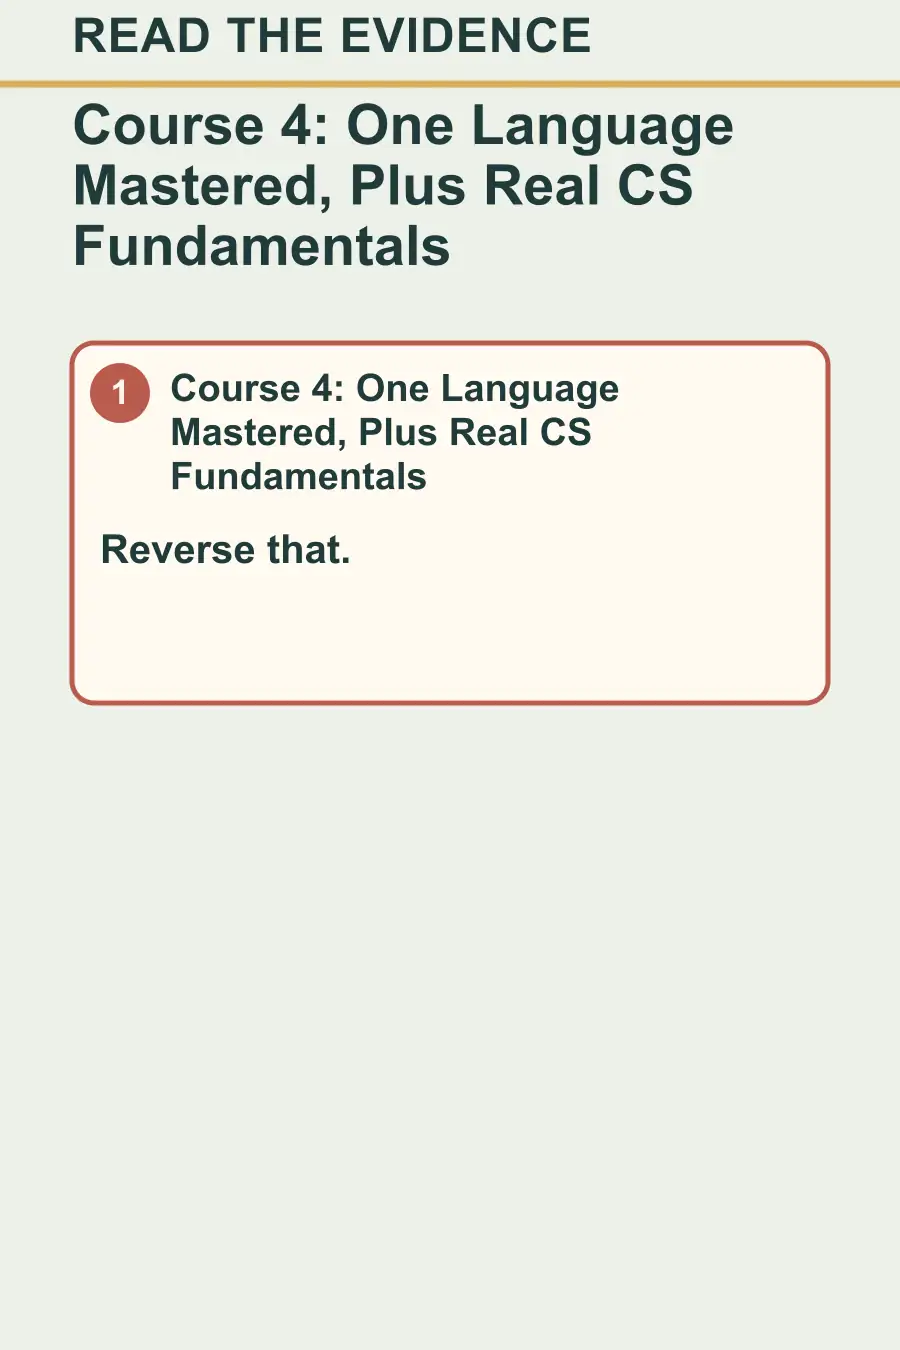 READ THE EVIDENCE
Course 4: One Language
Mastered, Plus Real CS
Fundamentals
1
Course 4: One Language
Mastered, Plus Real CS
Fundamentals
Reverse that.